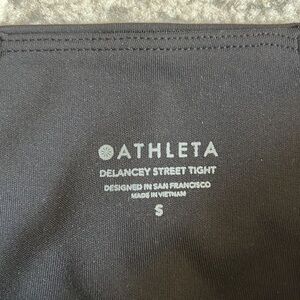 ATHLETA
DELANCEY STREET TIGHT
DESIGNED IN SAN FRANCISCO
MADE IN VIETNAM
S